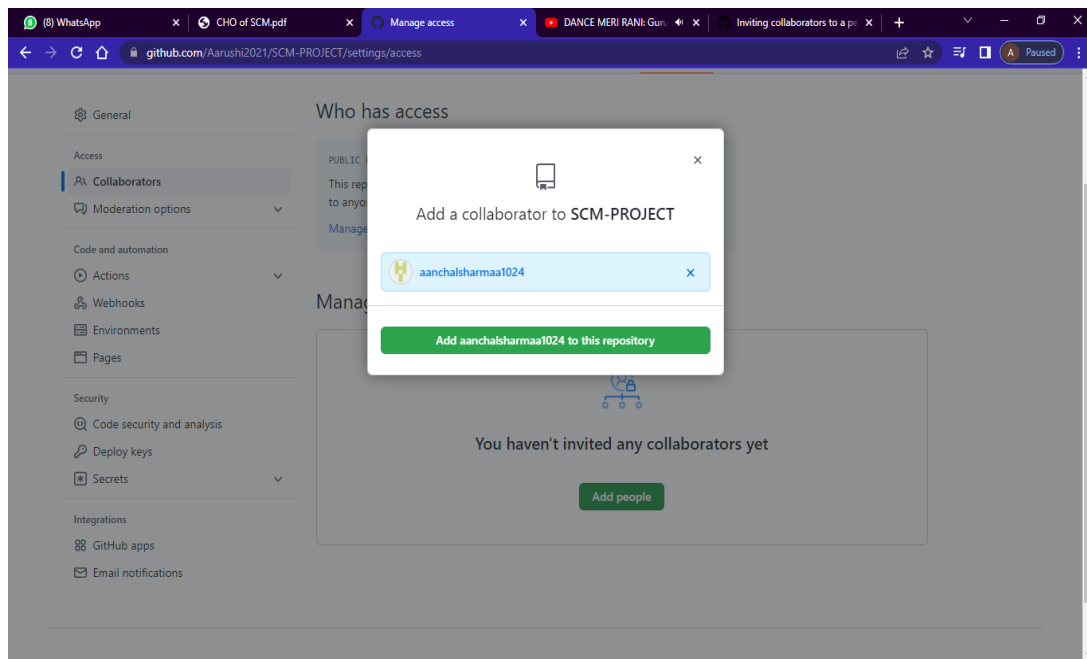 (8) WhatsApp
CHO of SCM.pdf
Manage access
DANCE MERI RANI: Guru
Inviting collaborators to a pe
github.com/Aarushi2021/SCM-PROJECT/settings/access
A Paused
General
Access
Collaborators
Moderation options
Code and automation
Actions
Webhooks
Environments
Pages
Security
Code security and analysis
Deploy keys
Secrets
Integrations
GitHub apps
Email notifications
Who has access
PUBLIC
This rep
to anyo
Manage
Add a collaborator to SCM-PROJECT
aanchalsharmaa1024
Add aanchalsharmaa1024 to this repository
Manag
You haven't invited any collaborators yet
Add people